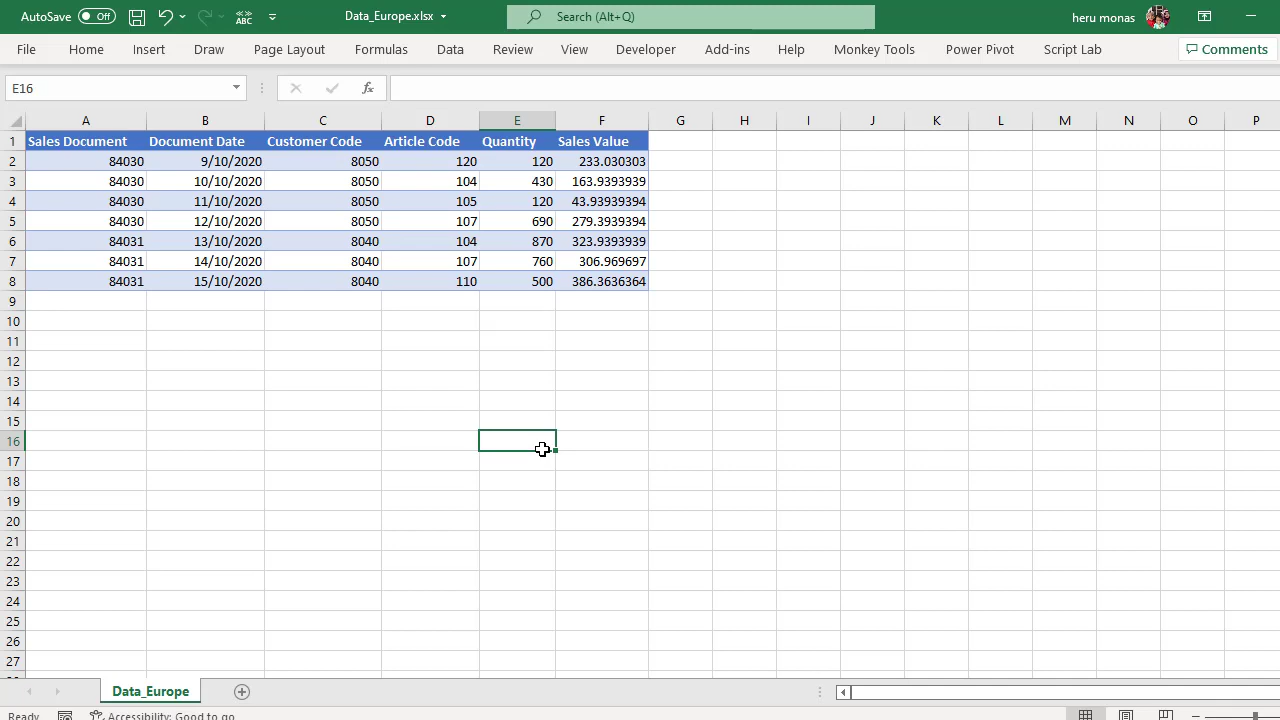 AutoSave Off ABC Data_Europe.xlsx Search (Alt+Q) heru monas
File Home Insert Draw Page Layout Formulas Data Review View Developer Add-ins Help Monkey Tools Power Pivot Script Lab Comments
E16 fx
A B C D E F G H I J K L M N O P
1 Sales Document Document Date Customer Code Article Code Quantity Sales Value
2 84030 9/10/2020 8050 120 120 233.030303
3 84030 10/10/2020 8050 104 430 163.9393939
4 84030 11/10/2020 8050 105 120 43.93939394
5 84030 12/10/2020 8050 107 690 279.3939394
6 84031 13/10/2020 8040 104 870 323.9393939
7 84031 14/10/2020 8040 107 760 306.969697
8 84031 15/10/2020 8040 110 500 386.3636364
9
10
11
12
13
14
15
16
17
18
19
20
21
22
23
24
25
26
27
Data_Europe
Ready Accessibility: Good to go